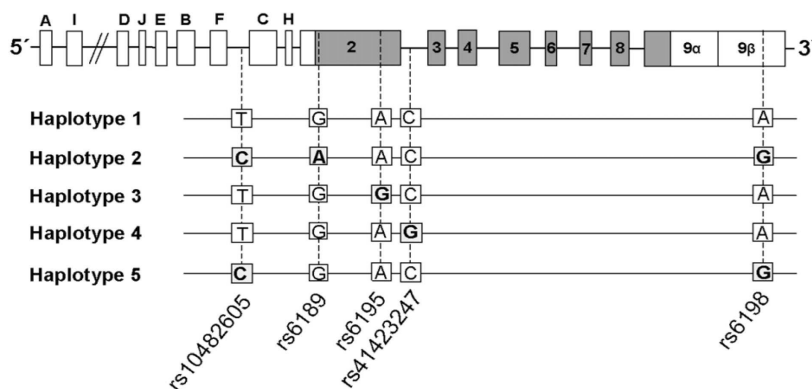 A I D J E B F C H
5´ 2 3 4 5 6 7 8 9α 9β 3´
Haplotype 1 T G A C A
Haplotype 2 C A A C G
Haplotype 3 T G G C A
Haplotype 4 T G A G A
Haplotype 5 C G A C G
rs10482605 rs6189 rs6195 rs41423247 rs6198